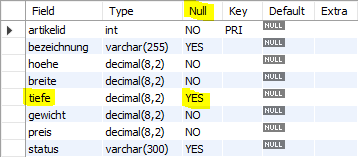 Field Type Null Key Default Extra
artikelid int NO PRI NULL
bezeichnung varchar(255) YES NULL
hoehe decimal(8,2) NO NULL
breite decimal(8,2) NO NULL
tiefe decimal(8,2) YES NULL
gewicht decimal(8,2) NO NULL
preis decimal(8,2) NO NULL
status varchar(300) YES NULL